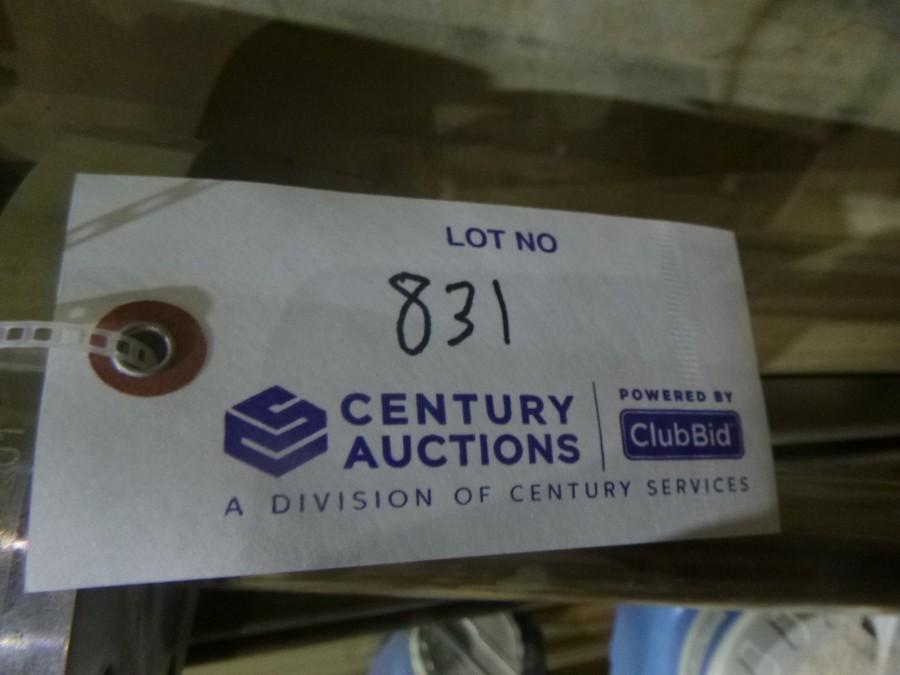 LOT NO
831
CENTURY
AUCTIONS
POWERED BY
ClubBid
A DIVISION OF CENTURY SERVICES